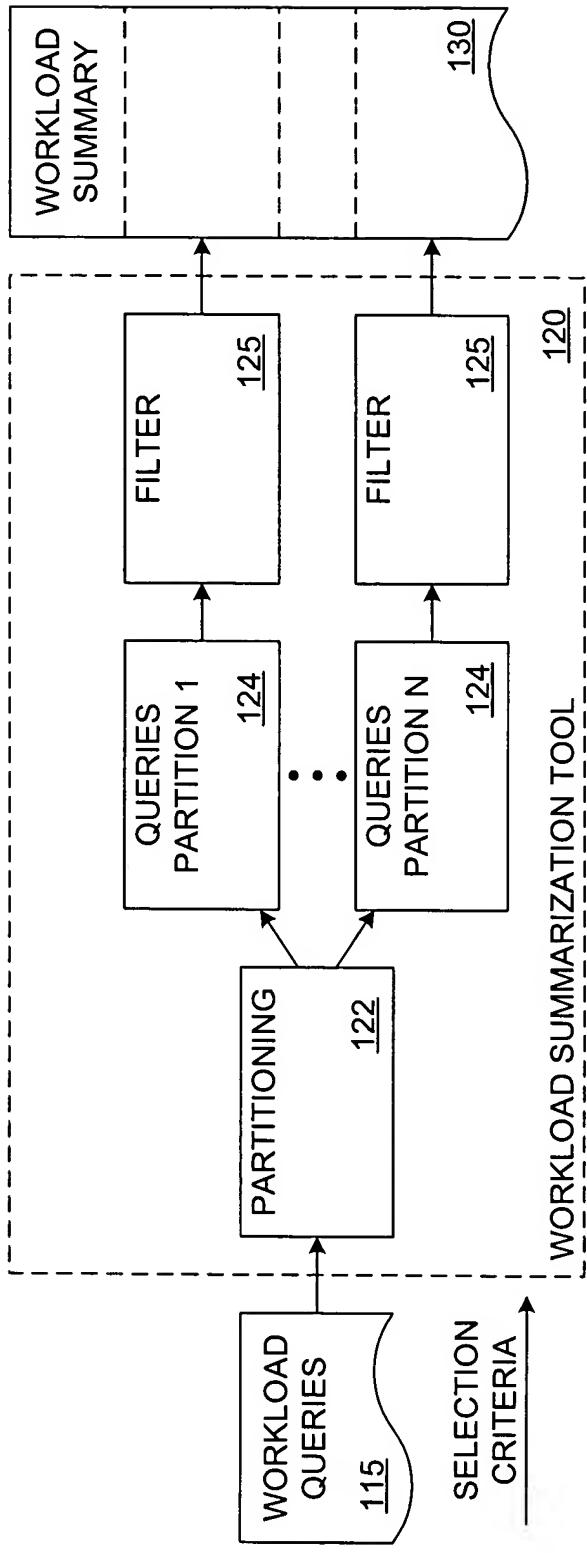 WORKLOAD
QUERIES
115
SELECTION
CRITERIA
PARTITIONING
122
QUERIES
PARTITION 1
124
QUERIES
PARTITION N
124
FILTER
125
FILTER
125
WORKLOAD SUMMARIZATION TOOL
120
WORKLOAD
SUMMARY
130